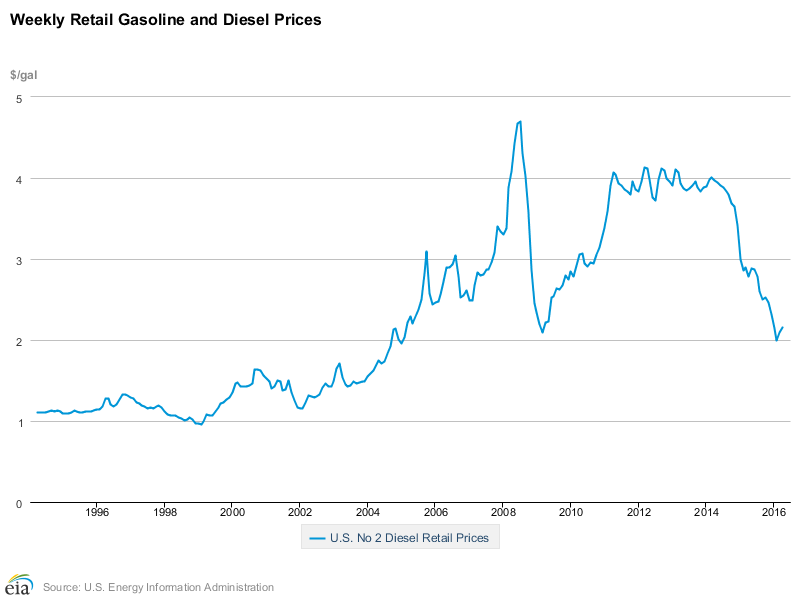 Weekly Retail Gasoline and Diesel Prices
$/gal
5
4
3
2
1
0
1996 1998 2000 2002 2004 2006 2008 2010 2012 2014 2016
U.S. No 2 Diesel Retail Prices
eia Source: U.S. Energy Information Administration